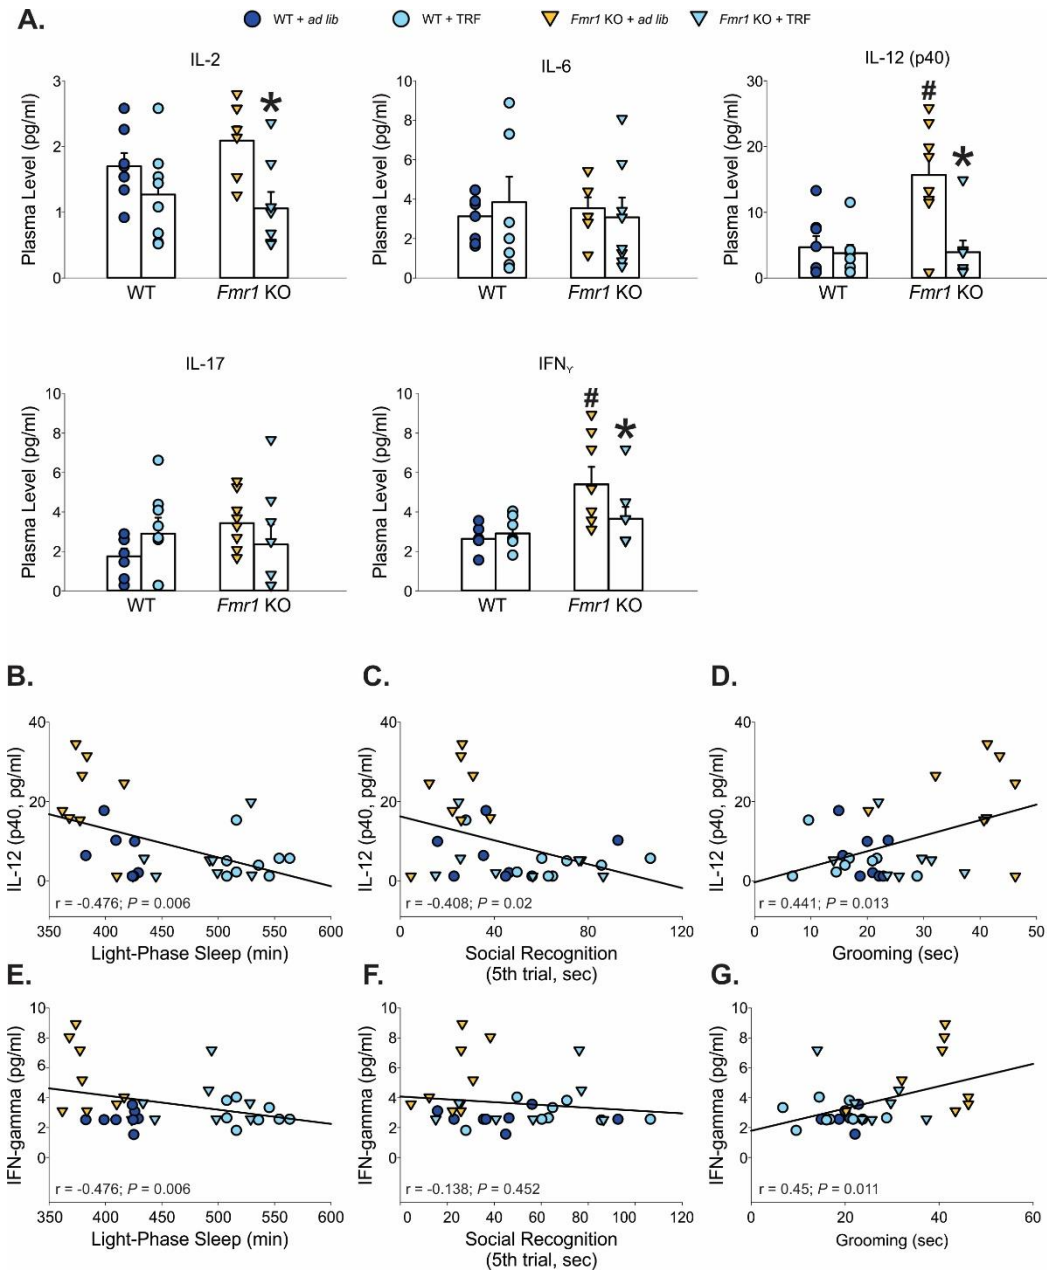 A.
WT + ad lib WT + TRF Fmr1 KO + ad lib Fmr1 KO + TRF
IL-2
Plasma Level (pg/ml)
3
2
1
0
*
WT Fmr1 KO
IL-6
Plasma Level (pg/ml)
10
8
6
4
2
0
WT Fmr1 KO
IL-12 (p40)
Plasma Level (pg/ml)
30
20
10
0
#
*
WT Fmr1 KO
IL-17
Plasma Level (pg/ml)
10
8
6
4
2
0
WT Fmr1 KO
IFNγ
Plasma Level (pg/ml)
10
8
6
4
2
0
#
*
WT Fmr1 KO
B.
IL-12 (p40, pg/ml)
40
20
0
r = -0.476; P = 0.006
350 400 450 500 550 600
Light-Phase Sleep (min)
C.
IL-12 (p40, pg/ml)
40
20
0
r = -0.408; P = 0.02
0 20 40 60 80 100 120
Social Recognition
(5th trial, sec)
D.
IL-12 (p40, pg/ml)
40
20
0
r = 0.441; P = 0.013
0 10 20 30 40 50
Grooming (sec)
E.
IFN-gamma (pg/ml)
10
8
6
4
2
0
r = -0.476; P = 0.006
350 400 450 500 550 600
Light-Phase Sleep (min)
F.
IFN-gamma (pg/ml)
10
8
6
4
2
0
r = -0.138; P = 0.452
0 20 40 60 80 100 120
Social Recognition
(5th trial, sec)
G.
IFN-gamma (pg/ml)
10
8
6
4
2
0
r = 0.45; P = 0.011
0 20 40 60
Grooming (sec)